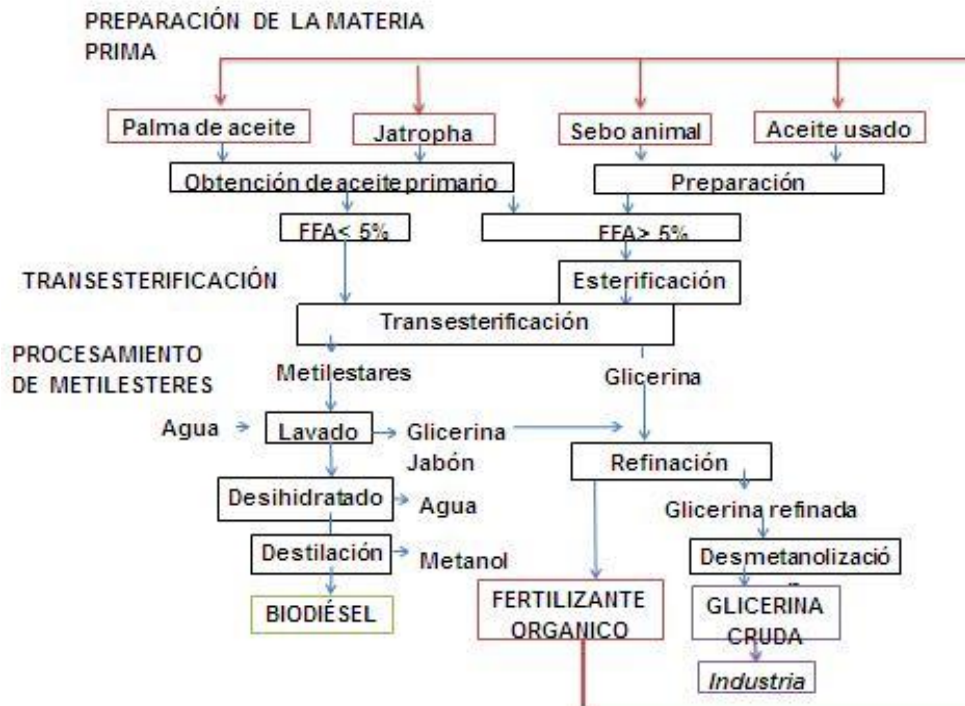 PREPARACIÓN DE LA MATERIA
PRIMA
Palma de aceite
Jatropha
Sebo animal
Aceite usado
Obtención de aceite primario
Preparación
FFA< 5%
FFA> 5%
TRANSESTERIFICACIÓN
Esterificación
Transesterificación
PROCESAMIENTO
DE METILESTERES
Metilestares
Glicerina
Agua
Lavado
Glicerina
Jabón
Refinación
Desihidratado
Agua
Glicerina refinada
Destilación
Metanol
Desmetanolizació
BIODIÉSEL
FERTILIZANTE
ORGANICO
GLICERINA
CRUDA
Industria